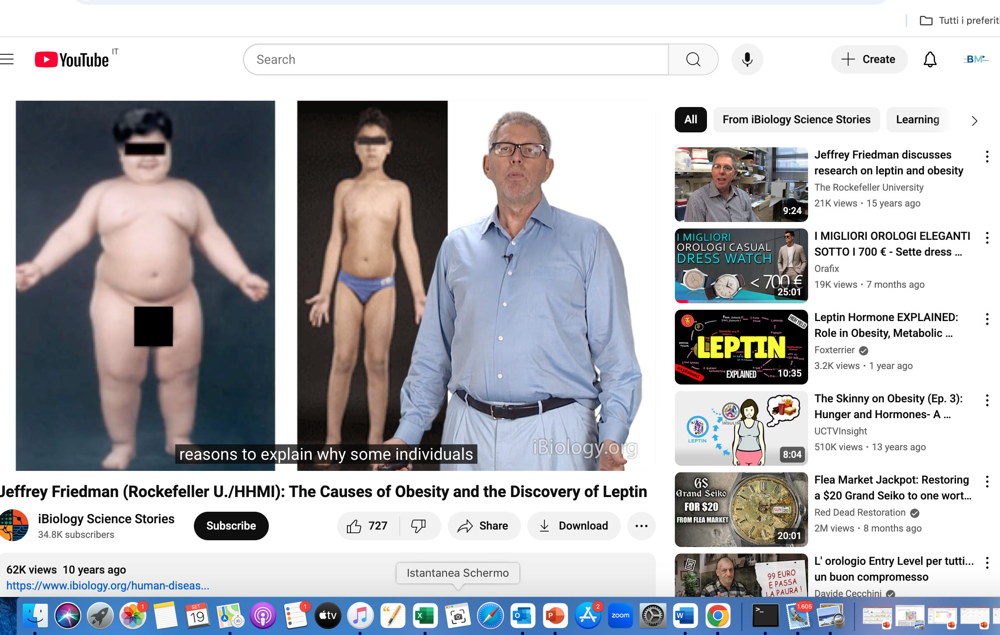 Tutti i preferiti
YouTube IT
Search
Create
BM
All
From iBiology Science Stories
Learning
reasons to explain why some individuals
iBiology.org
Jeffrey Friedman (Rockefeller U./HHMI): The Causes of Obesity and the Discovery of Leptin
iBiology Science Stories
34.8K subscribers
Subscribe
727
Share
Download
62K views 10 years ago
https://www.ibiology.org/human-diseas...
9:24
Jeffrey Friedman discusses
research on leptin and obesity
The Rockefeller University
21K views • 15 years ago
I MIGLIORI
OROLOGI CASUAL
DRESS WATCH
< 700 €
25:01
I MIGLIORI OROLOGI ELEGANTI
SOTTO I 700 € - Sette dress ...
Orafix
19K views • 7 months ago
HIGH YIELD
LEPTIN
explained
EXPLAINED
10:35
Leptin Hormone EXPLAINED:
Role in Obesity, Metabolic ...
Foxterrier
3.2K views • 1 year ago
INSULIN
LEPTIN
8:04
The Skinny on Obesity (Ep. 3):
Hunger and Hormones- A ...
UCTVInsight
510K views • 13 years ago
GS
Grand Seiko
FOR $20
FROM FLEA MARKET
SEIKO
SUN 20
GS
20:01
Flea Market Jackpot: Restoring
a $20 Grand Seiko to one wort...
Red Dead Restoration
2M views • 8 months ago
99 EURO
E PASSA
LA PAURA !
L' orologio Entry Level per tutti...
un buon compromesso
Davide Cecchini
Istantanea Schermo
1
SET
19
3D
1
tv
X
O
P
2
zoom
W
>_
1.605